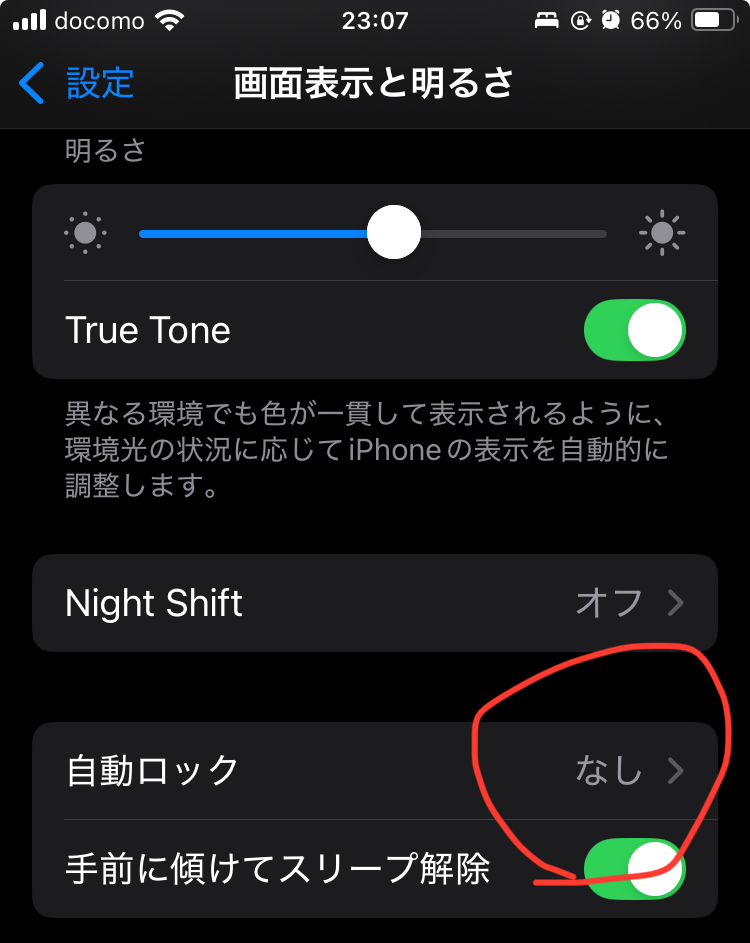 docomo 23:07 66%
設定 画面表示と明るさ
明るさ
True Tone
異なる環境でも色が一貫して表示されるように、
環境光の状況に応じてiPhoneの表示を自動的に
調整します。
Night Shift オフ
自動ロック なし
手前に傾けてスリープ解除